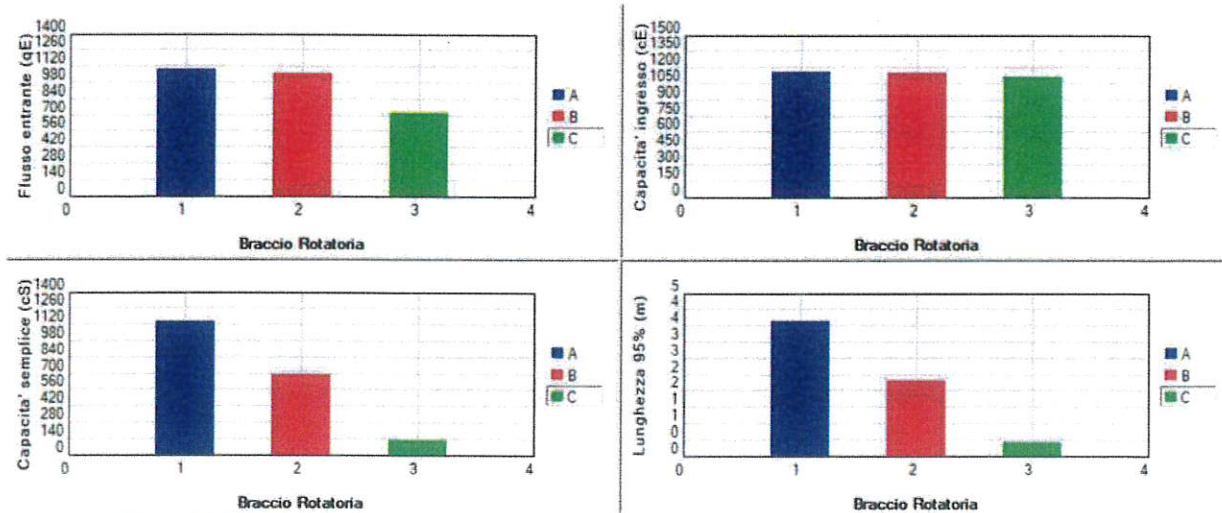 Flusso entrante (qE)
1400
1260
1120
980
840
700
560
420
280
140
0
0 1 2 3 4
Braccio Rotatoria
A
B
C
Capacita' ingresso (cE)
1500
1350
1200
1050
900
750
600
450
300
150
0
0 1 2 3 4
Braccio Rotatoria
A
B
C
Capacita' semplice (cS)
1400
1260
1120
980
840
700
560
420
280
140
0
0 1 2 3 4
Braccio Rotatoria
A
B
C
Lunghezza 95% (m)
5
4
4
3
3
2
2
1
1
0
0
0 1 2 3 4
Braccio Rotatoria
A
B
C